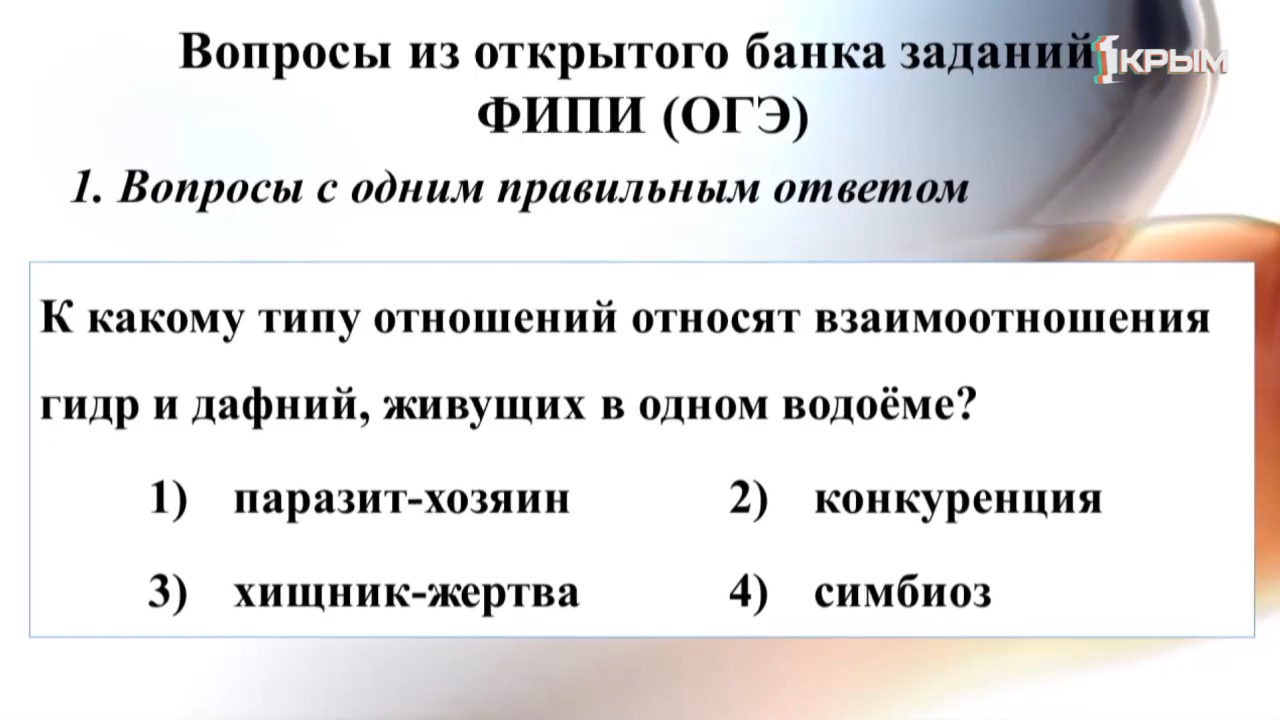 Вопросы из открытого банка заданий
1КРЫМ
ФИПИ (ОГЭ)
1. Вопросы с одним правильным ответом
К какому типу отношений относят взаимоотношения
гидр и дафний, живущих в одном водоёме?
1) паразит-хозяин 2) конкуренция
3) хищник-жертва 4) симбиоз